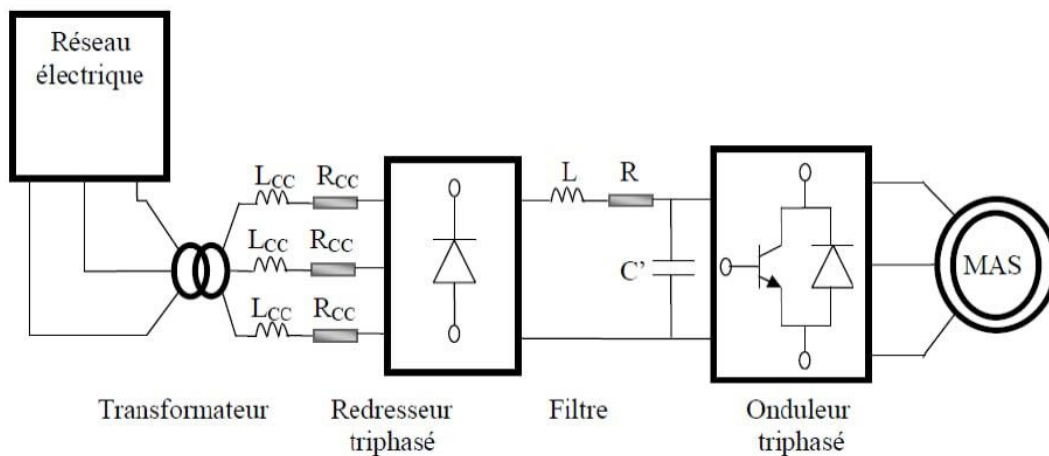 Réseau
électrique
LCC RCC
LCC RCC
LCC RCC
L R
C’
MAS
Transformateur
Redresseur
triphasé
Filtre
Onduleur
triphasé